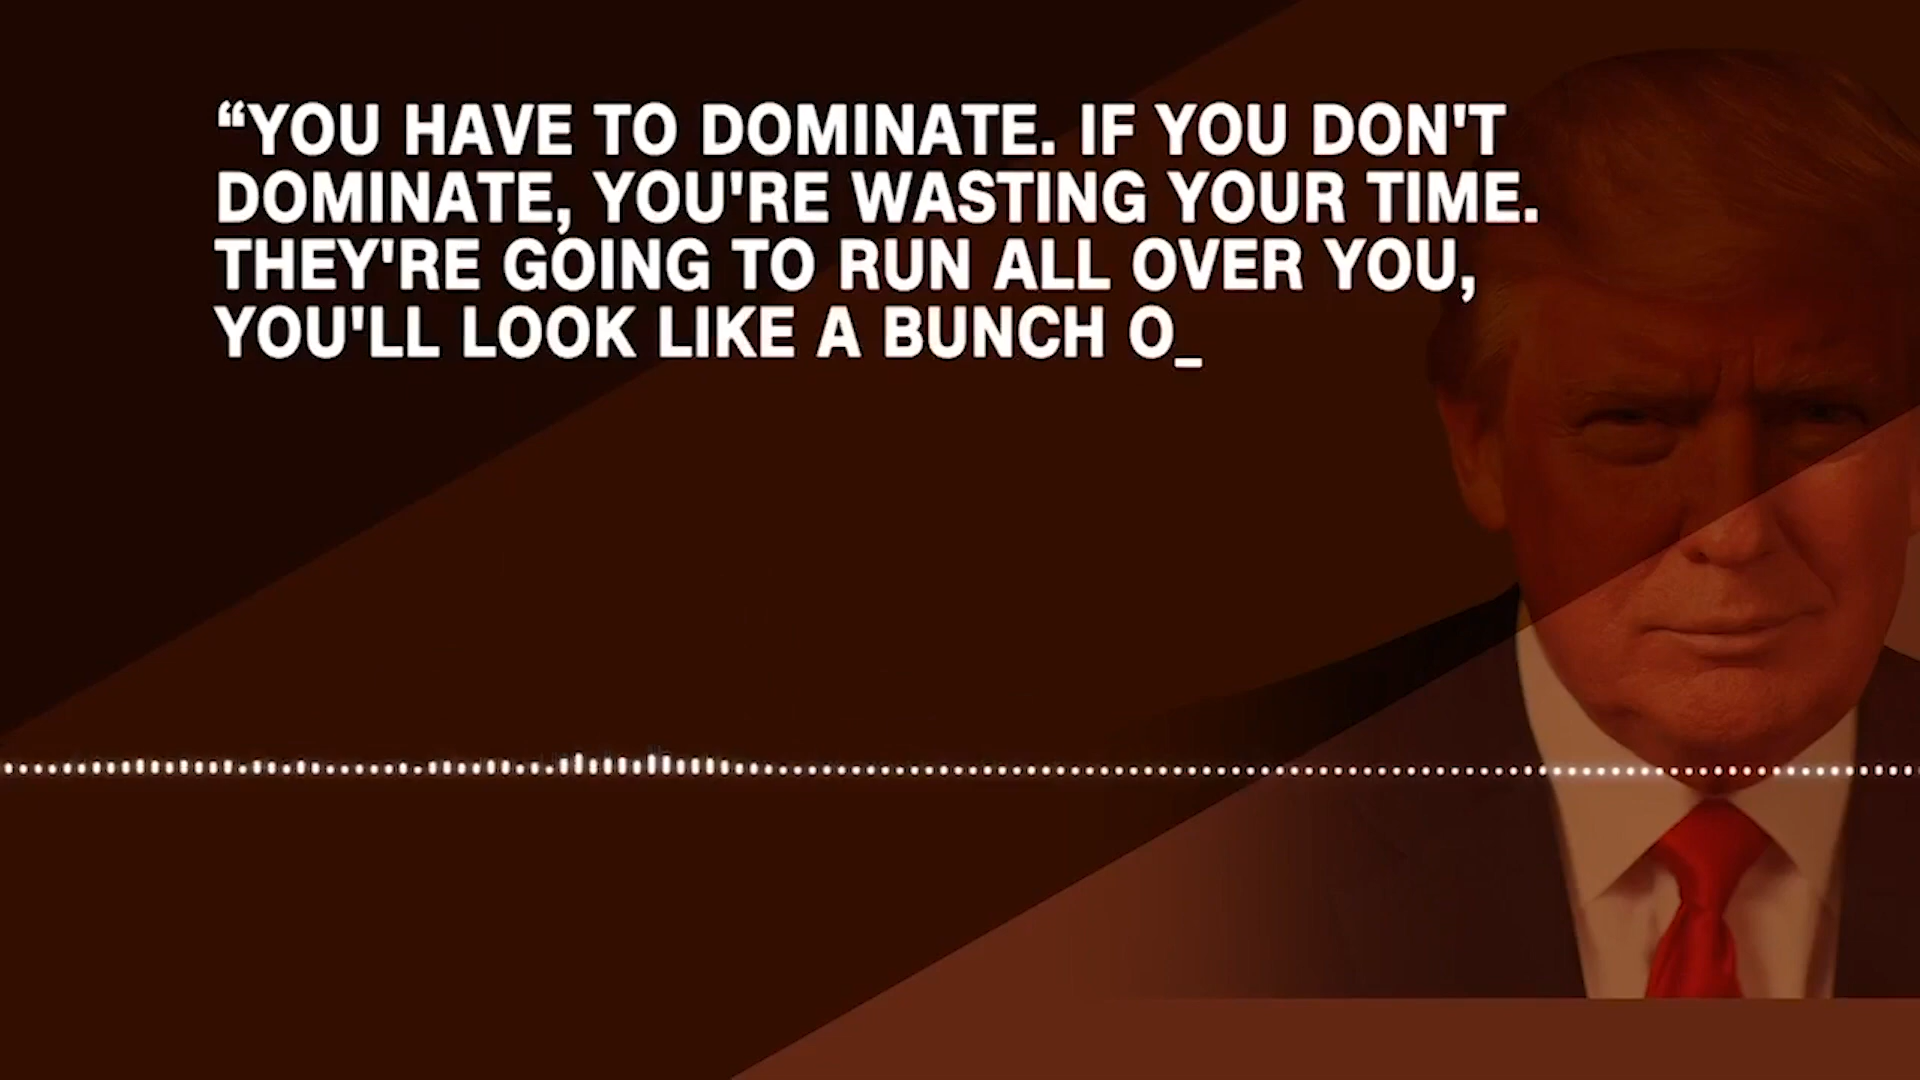 “YOU HAVE TO DOMINATE. IF YOU DON'T
DOMINATE, YOU'RE WASTING YOUR TIME.
THEY'RE GOING TO RUN ALL OVER YOU,
YOU'LL LOOK LIKE A BUNCH O_